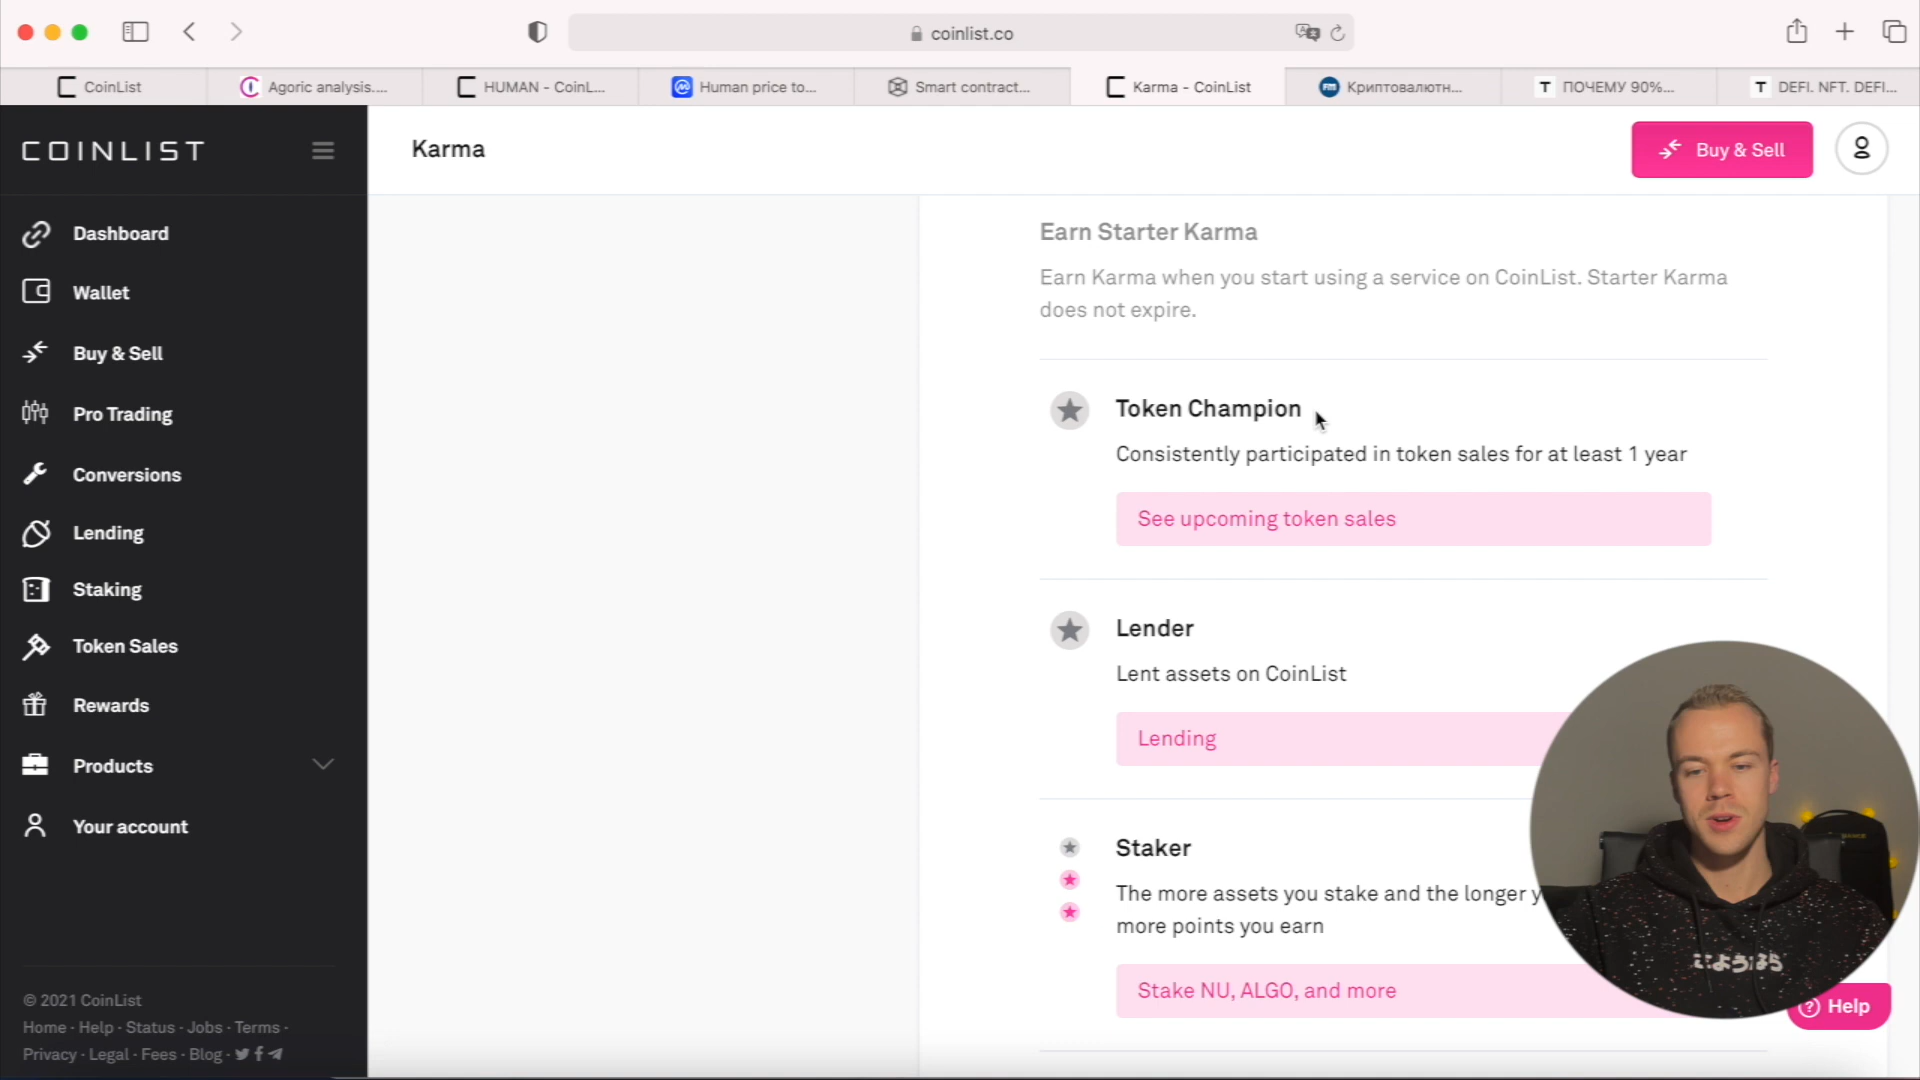 coinlist.co
CoinList
Agoric analysis....
HUMAN - CoinL...
Human price to...
Smart contract...
Karma - CoinList
Криптовалютн...
ПОЧЕМУ 90%...
DEFI. NFT. DEFI...
COINLIST
Karma
Buy & Sell
Dashboard
Wallet
Buy & Sell
Pro Trading
Conversions
Lending
Staking
Token Sales
Rewards
Products
Your account
© 2021 CoinList
Home · Help · Status · Jobs · Terms ·
Privacy · Legal · Fees · Blog ·
Earn Starter Karma
Earn Karma when you start using a service on CoinList. Starter Karma
does not expire.
Token Champion
Consistently participated in token sales for at least 1 year
See upcoming token sales
Lender
Lent assets on CoinList
Lending
Staker
The more assets you stake and the longer
more points you earn
Stake NU, ALGO, and more
Help